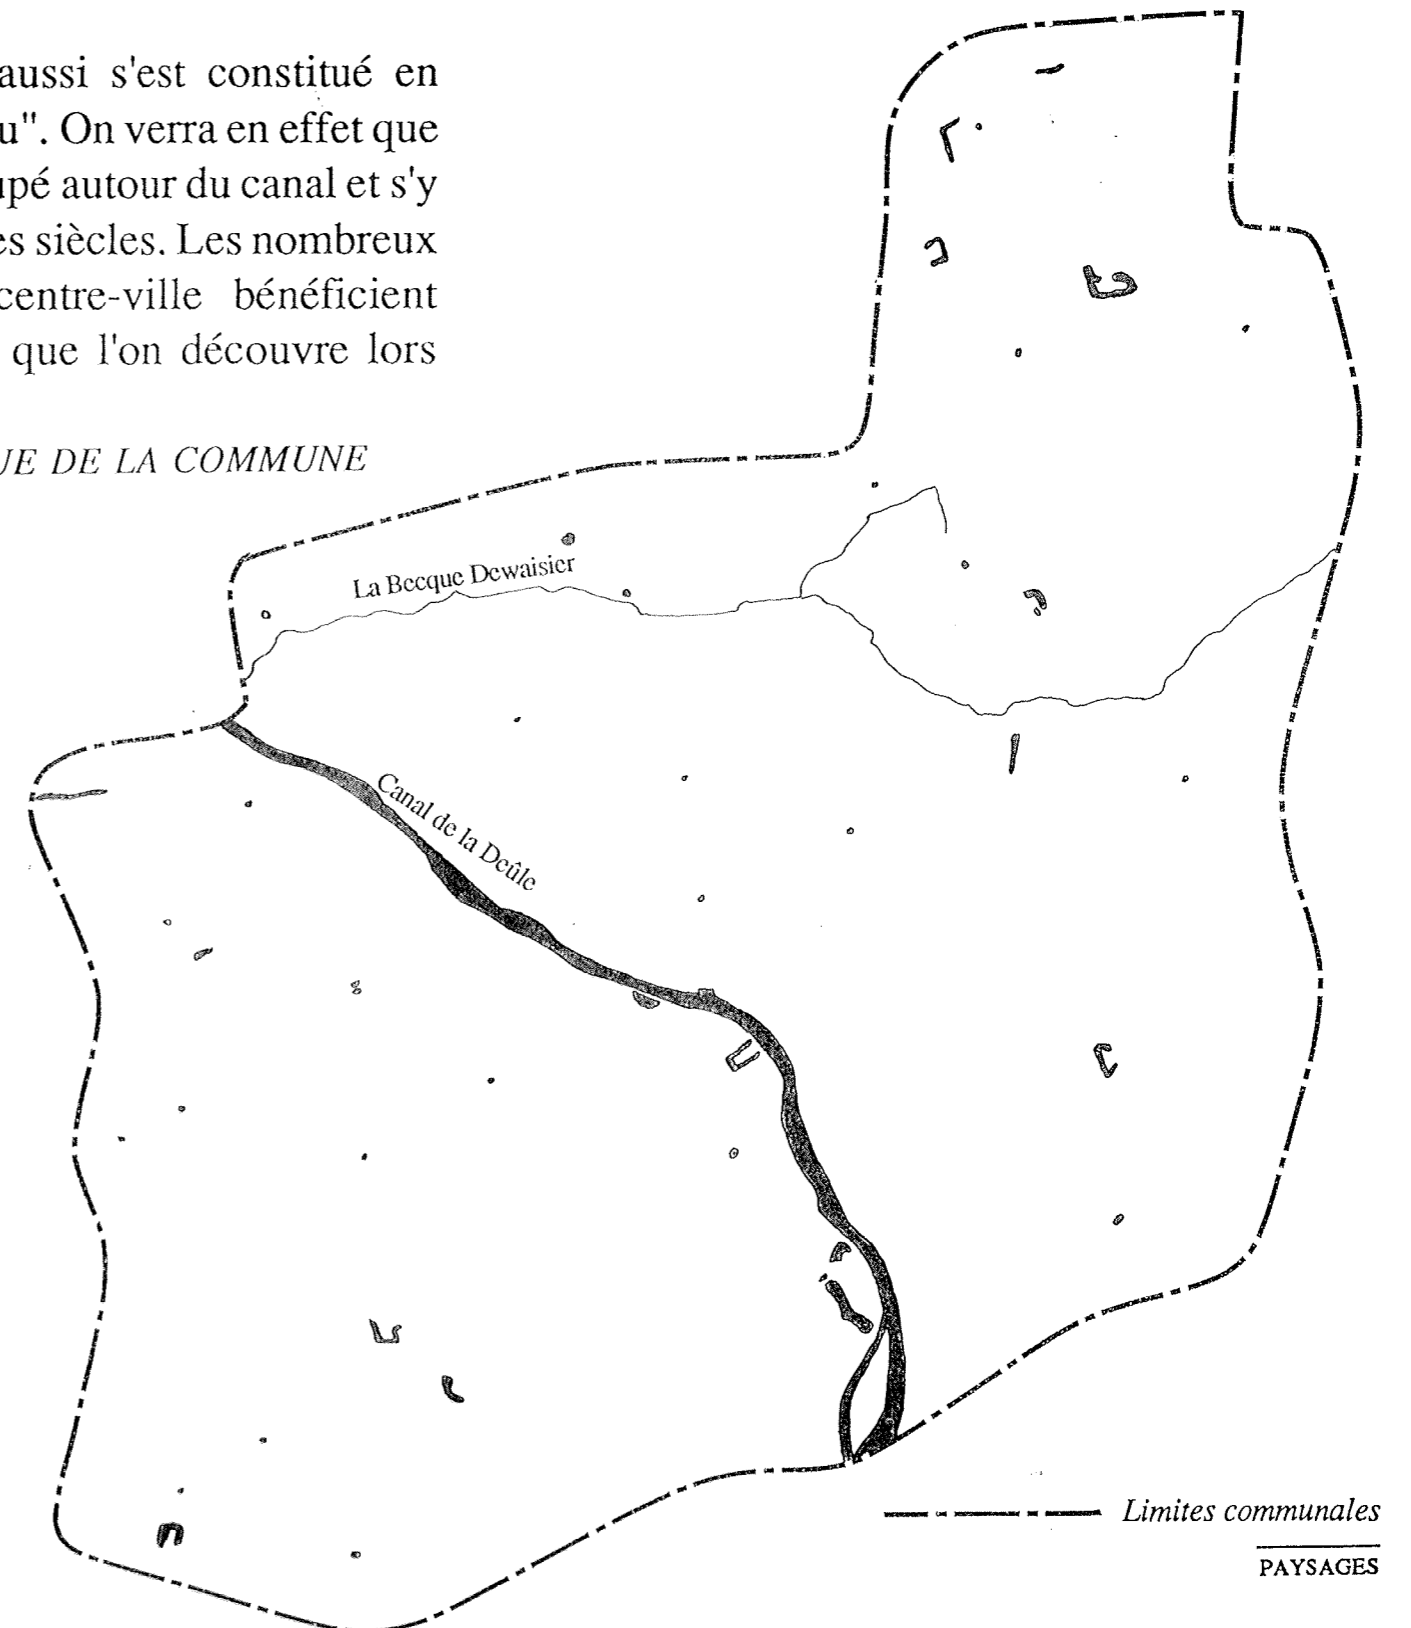 aussi s'est constitué en
u". On verra en effet que
upé autour du canal et s'y
es siècles. Les nombreux
centre-ville bénéficient
que l'on découvre lors
UE DE LA COMMUNE
La Becque Dewaisier
Canal de la Deûle
Limites communales
PAYSAGES